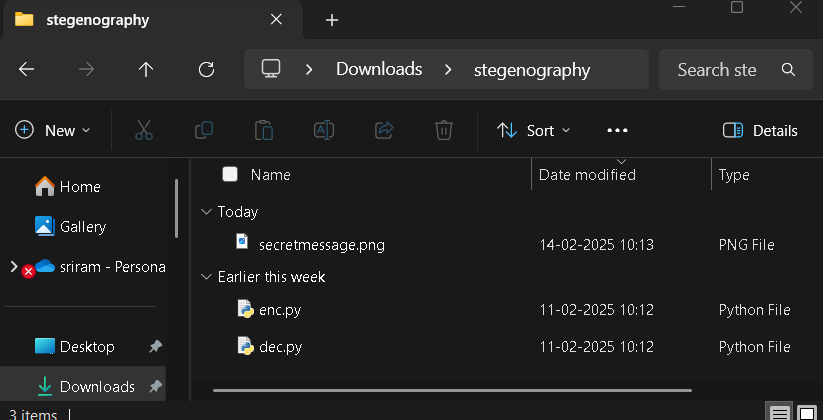 stegenography
Downloads > stegenography
Search ste
New
Sort
Details
Name Date modified Type
Home
Gallery
sriram - Persona
Desktop
Downloads
Today
secretmessage.png 14-02-2025 10:13 PNG File
Earlier this week
enc.py 11-02-2025 10:12 Python File
dec.py 11-02-2025 10:12 Python File
3 items